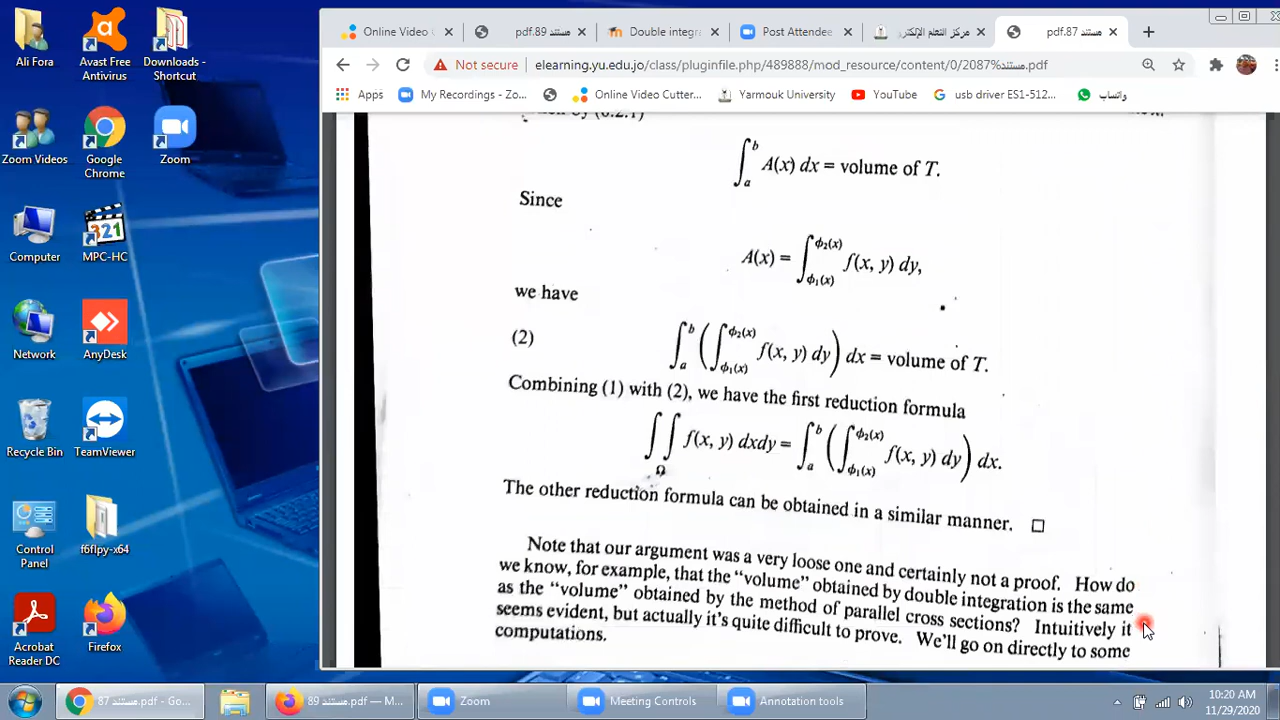 Ali Fora
Avast Free Antivirus
Downloads - Shortcut
Zoom Videos
Google Chrome
Zoom
Computer
MPC-HC
321
Network
AnyDesk
Recycle Bin
TeamViewer
Control Panel
f6flpy-x64
Acrobat Reader DC
Firefox
Online Video
مستند 89.pdf
Double integr
Post Attendee
مركز التعلم الإلكتر
مستند 87.pdf
Not secure
elearning.yu.edu.jo/class/pluginfile.php/489888/mod_resource/content/0/2087%مستند.pdf
Apps
My Recordings - Zo...
Online Video Cutter...
Yarmouk University
YouTube
usb driver ES1-512...
واتساب
∫_a^b A(x) dx = volume of T.
Since
A(x) = ∫_{ϕ₁(x)}^{ϕ₂(x)} f(x, y) dy,
we have
(2) ∫_a^b (∫_{ϕ₁(x)}^{ϕ₂(x)} f(x, y) dy) dx = volume of T.
Combining (1) with (2), we have the first reduction formula
∫∫_Ω f(x, y) dxdy = ∫_a^b (∫_{ϕ₁(x)}^{ϕ₂(x)} f(x, y) dy) dx.
The other reduction formula can be obtained in a similar manner. □
Note that our argument was a very loose one and certainly not a proof. How do
we know, for example, that the “volume” obtained by double integration is the same
as the “volume” obtained by the method of parallel cross sections? Intuitively it
seems evident, but actually it's quite difficult to prove. We'll go on directly to some
computations.
مستند 87.pdf - Go...
مستند 89.pdf — M...
Zoom
Meeting Controls
Annotation tools
10:20 AM
11/29/2020